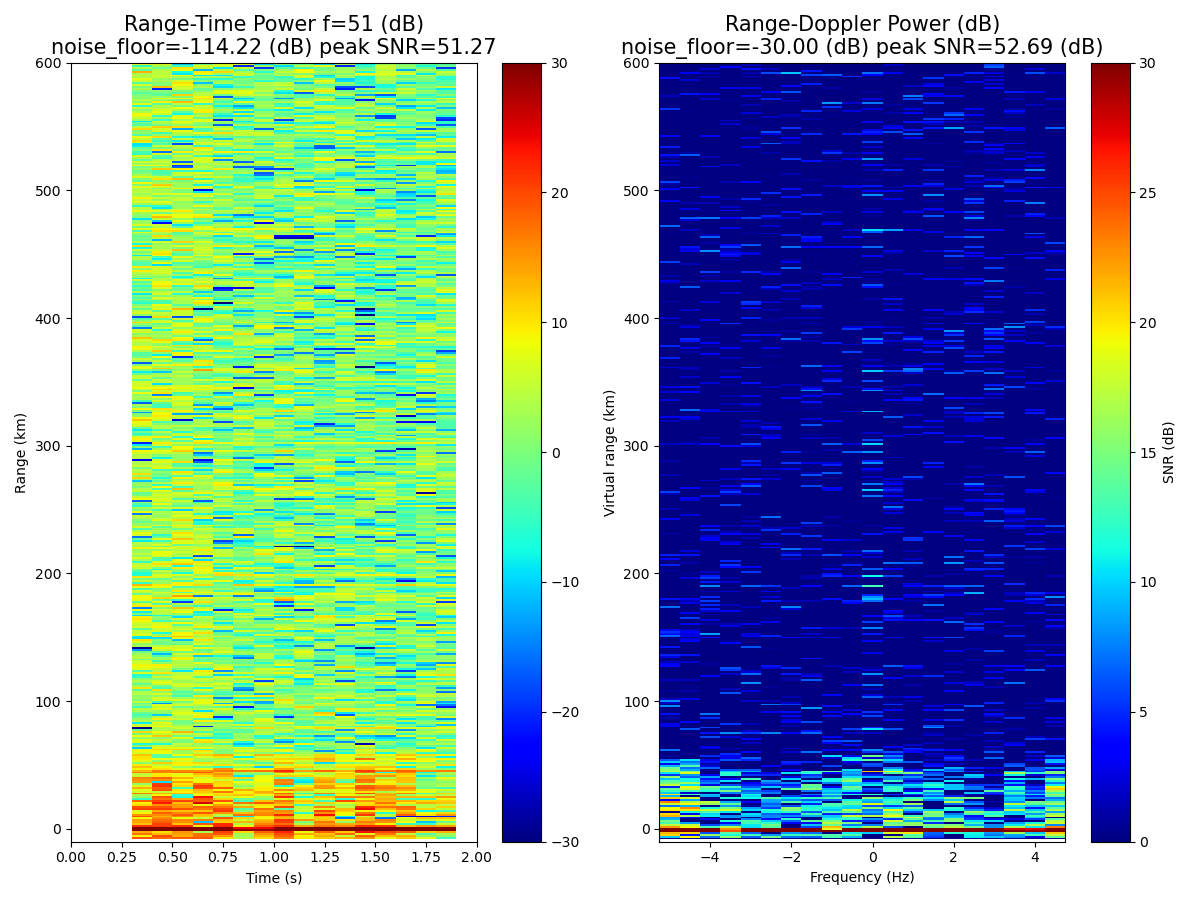 Range-Time Power f=51 (dB)
noise_floor=-114.22 (dB) peak SNR=51.27
Range (km)
600
500
400
300
200
100
0
0.00 0.25 0.50 0.75 1.00 1.25 1.50 1.75 2.00
Time (s)
30
20
10
0
−10
−20
−30
Range-Doppler Power (dB)
noise_floor=-30.00 (dB) peak SNR=52.69 (dB)
Virtual range (km)
600
500
400
300
200
100
0
−4 −2 0 2 4
Frequency (Hz)
30
25
20
15
10
5
0
SNR (dB)